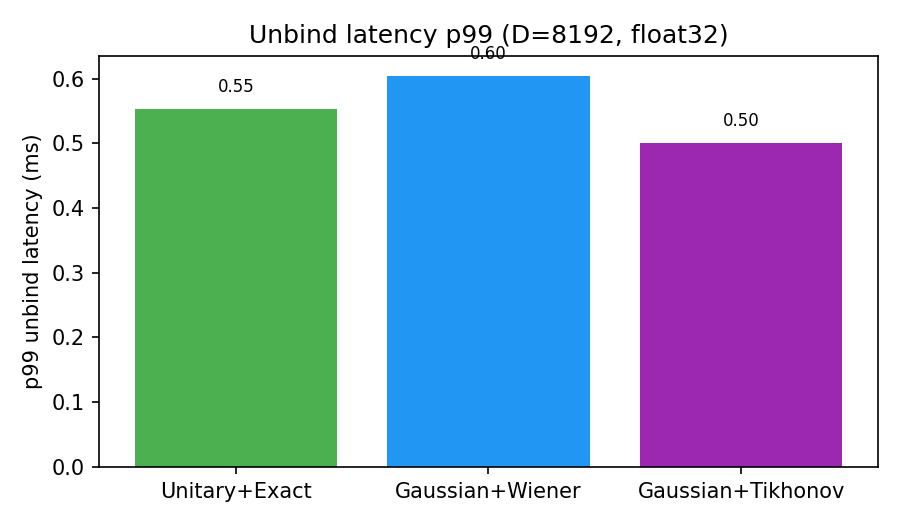 Unbind latency p99 (D=8192, float32)
p99 unbind latency (ms)
0.6
0.5
0.4
0.3
0.2
0.1
0.0
0.55
0.60
0.50
Unitary+Exact
Gaussian+Wiener
Gaussian+Tikhonov